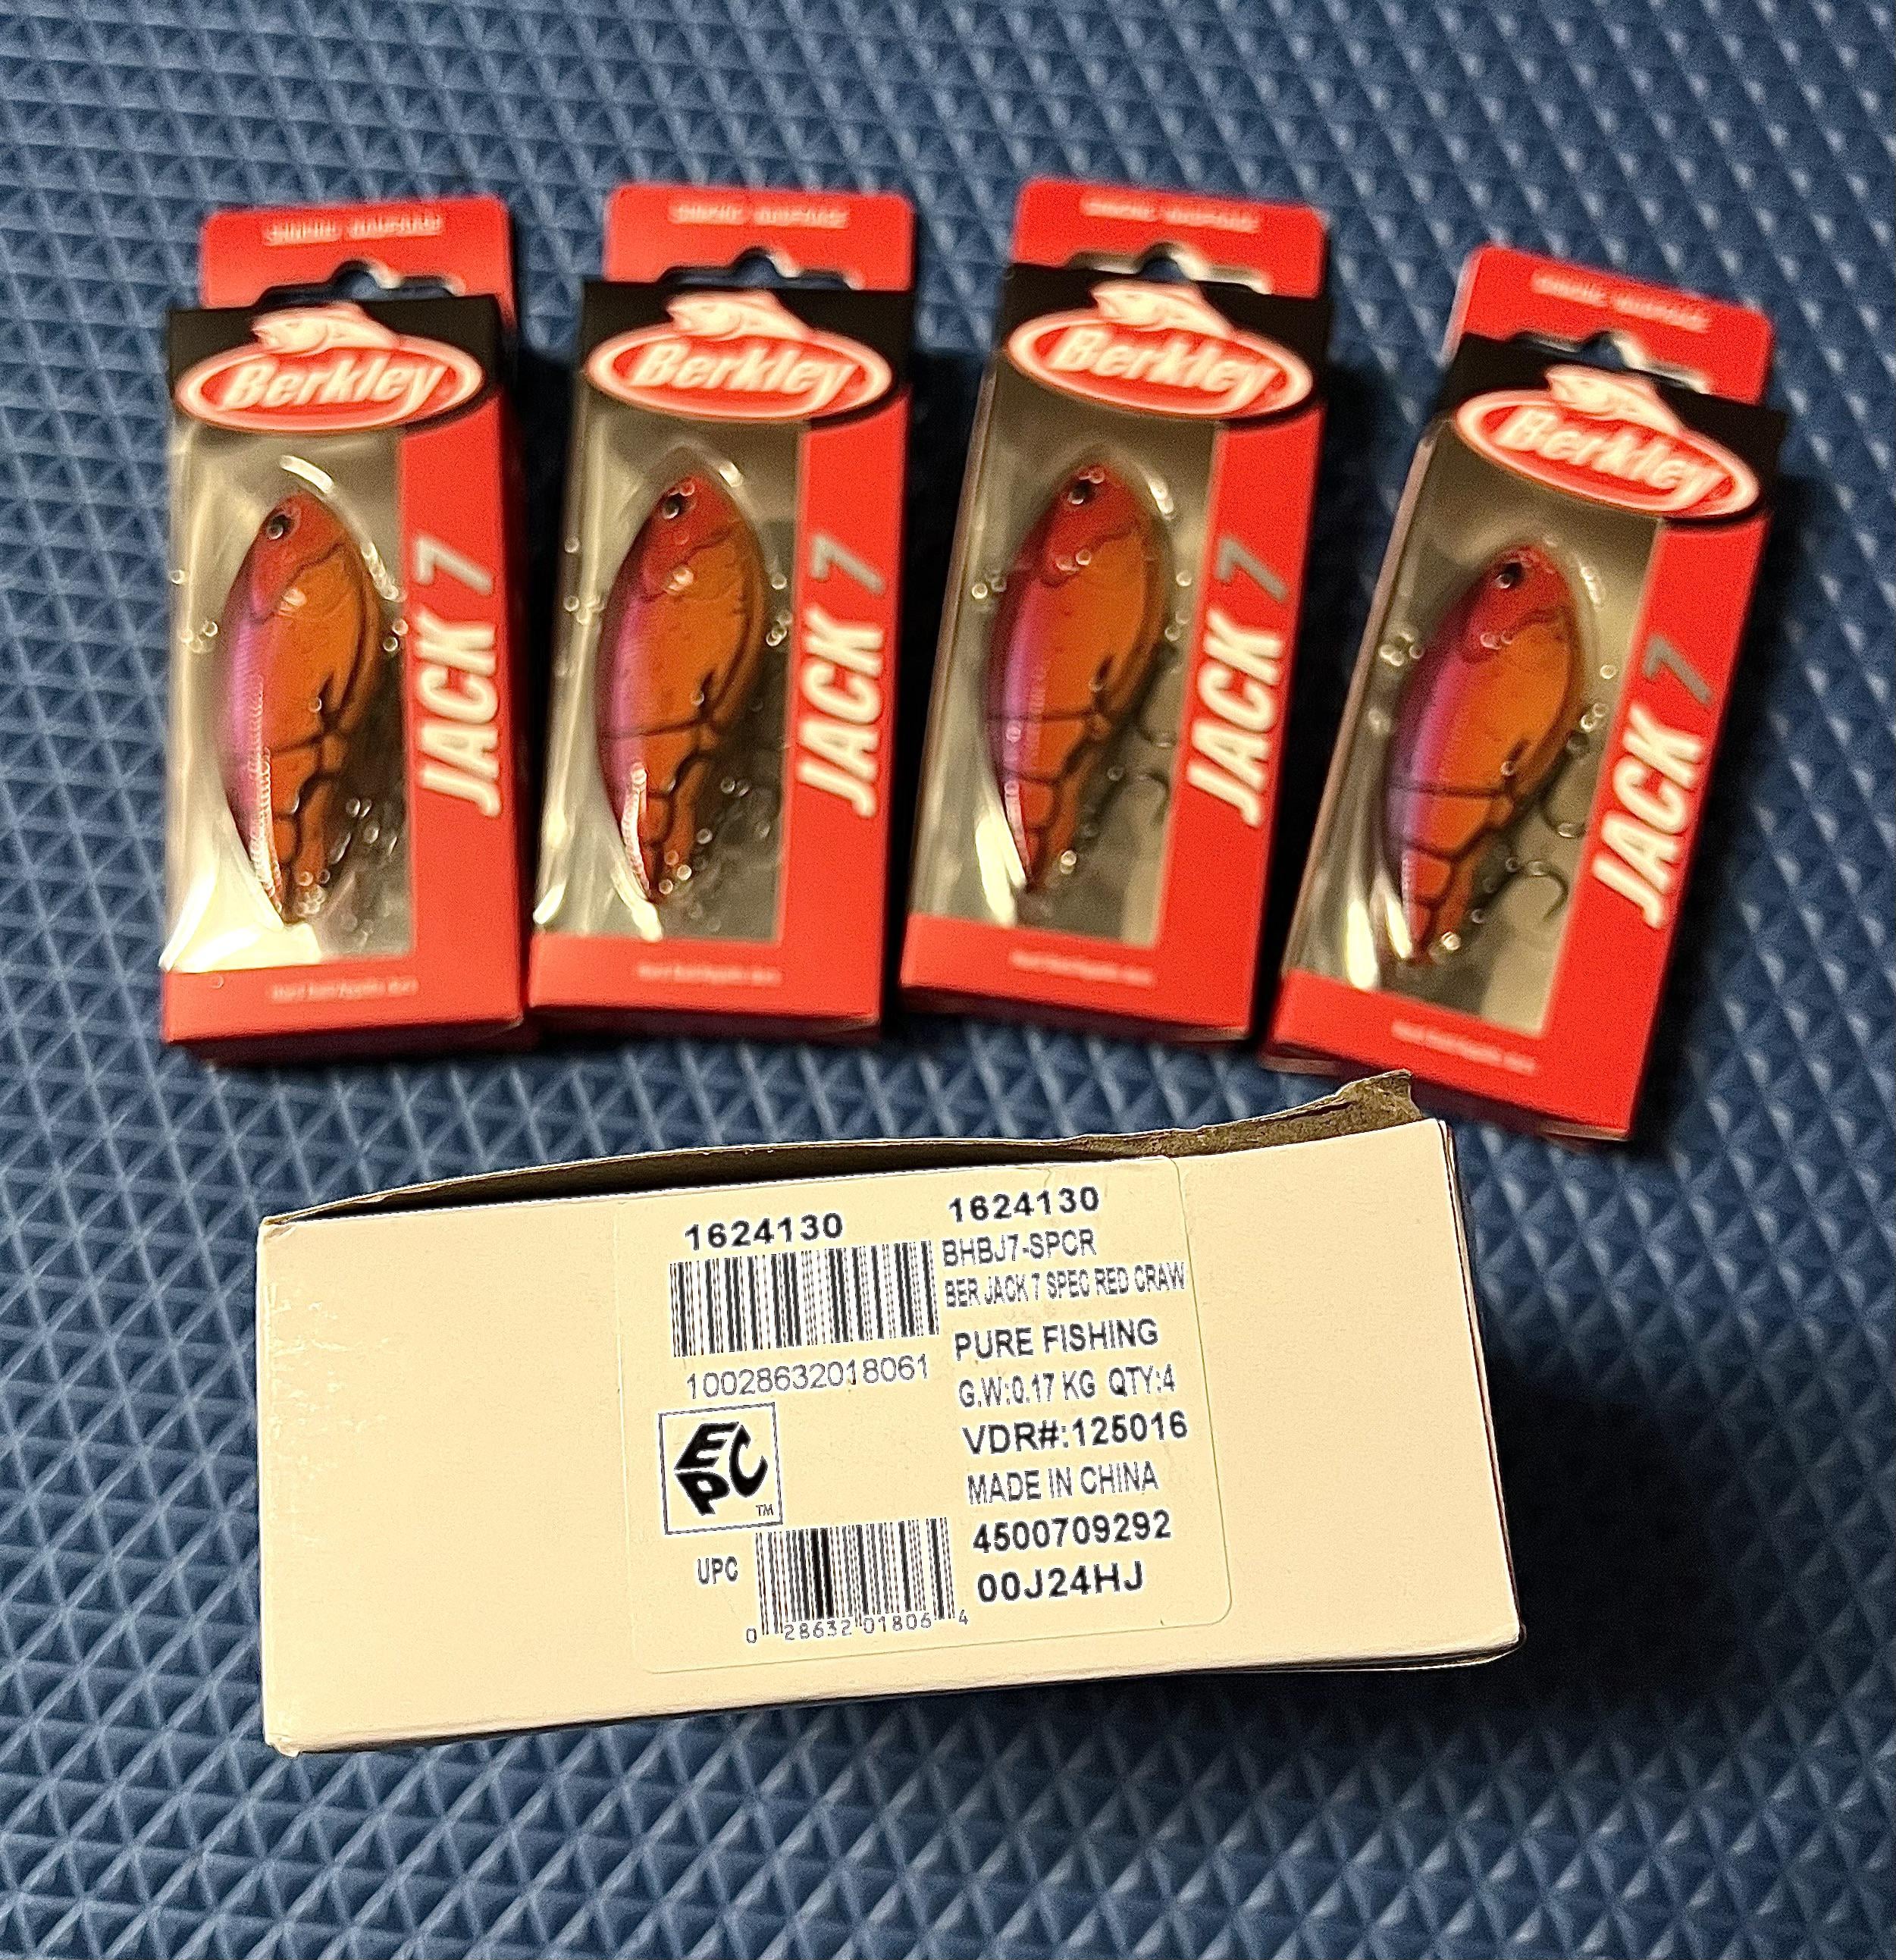 Berkley
JACK 7
Berkley
JACK 7
Berkley
JACK 7
Berkley
JACK 7
1624130
10028632018061
EPC
TM
UPC
0 28632 01806 4
1624130
BHBJ7-SPCR
BER JACK 7 SPEC RED CRAW
PURE FISHING
G.W:0.17 KG QTY:4
VDR#:125016
MADE IN CHINA
4500709292
00J24HJ